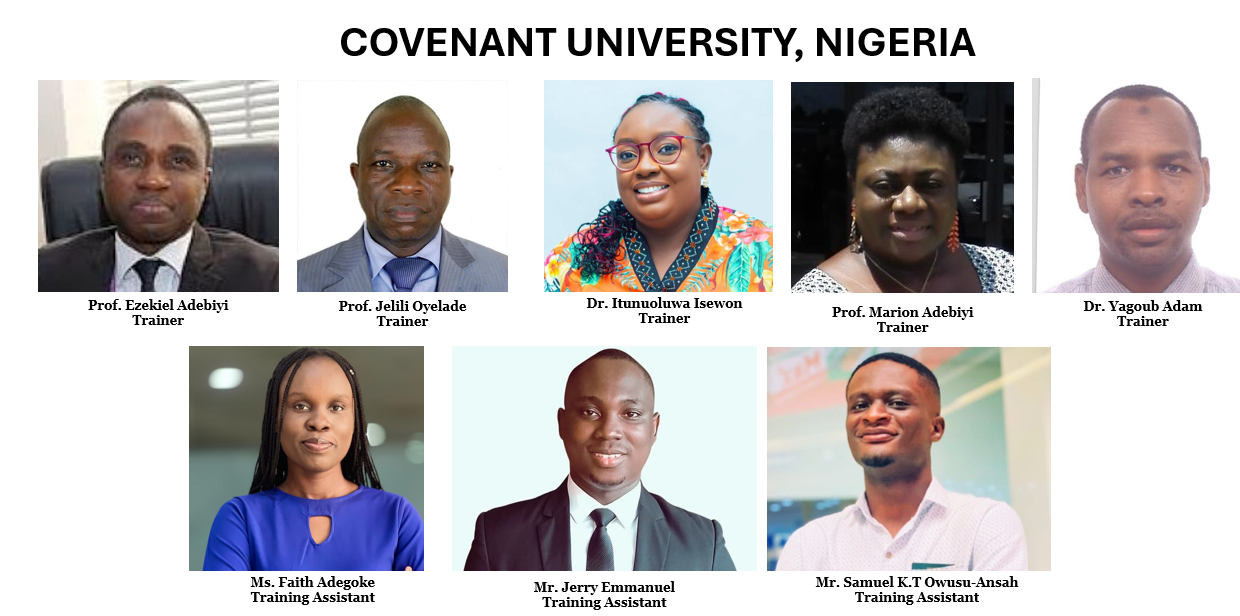 COVENANT UNIVERSITY, NIGERIA
Prof. Ezekiel Adebiyi
Trainer
Prof. Jelili Oyelade
Trainer
Dr. Itunuoluwa Isewon
Trainer
Prof. Marion Adebiyi
Trainer
Dr. Yagoub Adam
Trainer
Ms. Faith Adegoke
Training Assistant
Mr. Jerry Emmanuel
Training Assistant
Mr. Samuel K.T Owusu-Ansah
Training Assistant